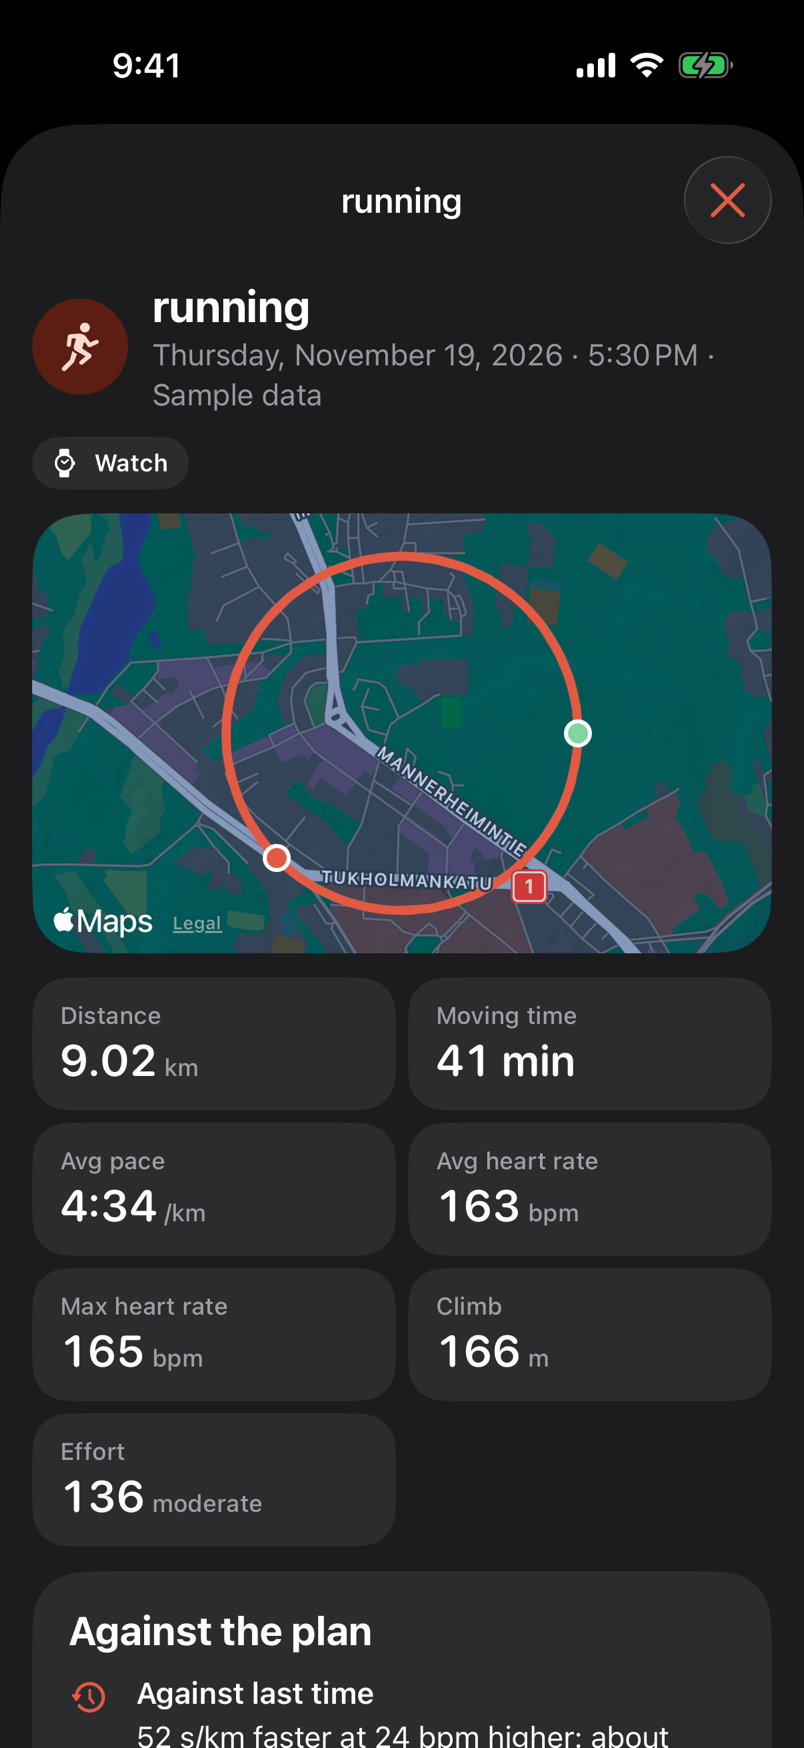 9:41
running
running
Thursday, November 19, 2026 · 5:30 PM ·
Sample data
Watch
MANNERHEIMINTIE
TUKHOLMANKATU
1
Maps Legal
Distance
9.02 km
Moving time
41 min
Avg pace
4:34 /km
Avg heart rate
163 bpm
Max heart rate
165 bpm
Climb
166 m
Effort
136 moderate
Against the plan
Against last time
52 s/km faster at 24 bpm higher: about